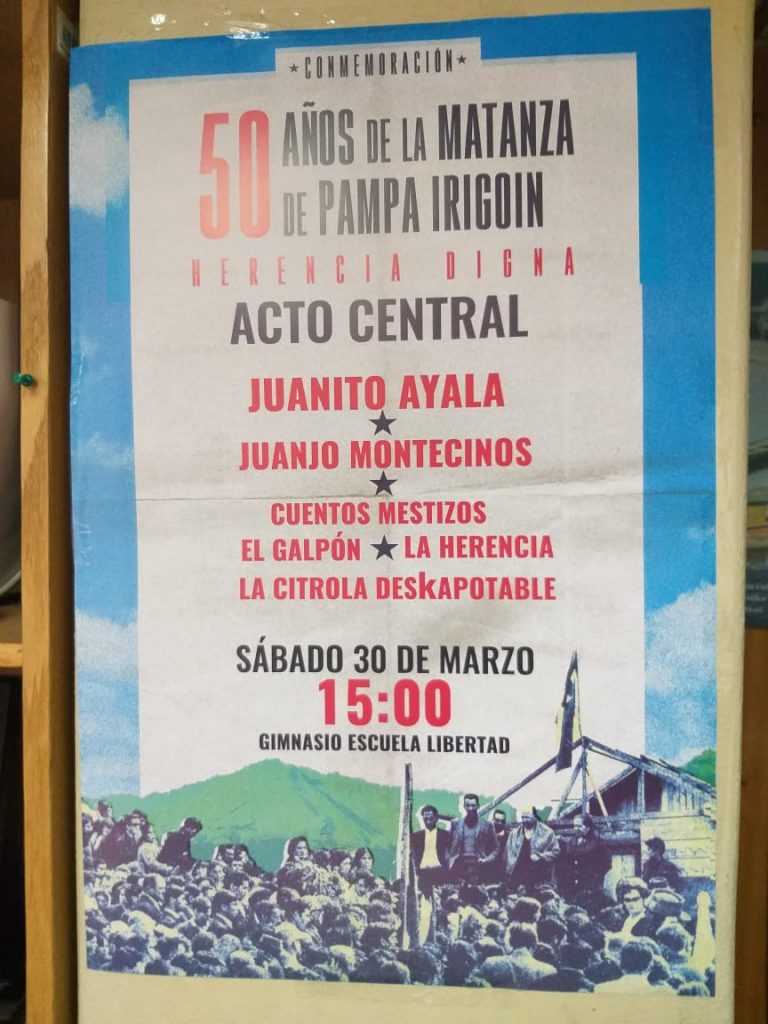 ★CONMEMORACIÓN★
50 AÑOS DE LA MATANZA
DE PAMPA IRIGOIN
HERENCIA DIGNA
ACTO CENTRAL
JUANITO AYALA
★
JUANJO MONTECINOS
★
CUENTOS MESTIZOS
EL GALPÓN ★ LA HERENCIA
LA CITROLA DESkAPOTABLE
SÁBADO 30 DE MARZO
15:00
GIMNASIO ESCUELA LIBERTAD